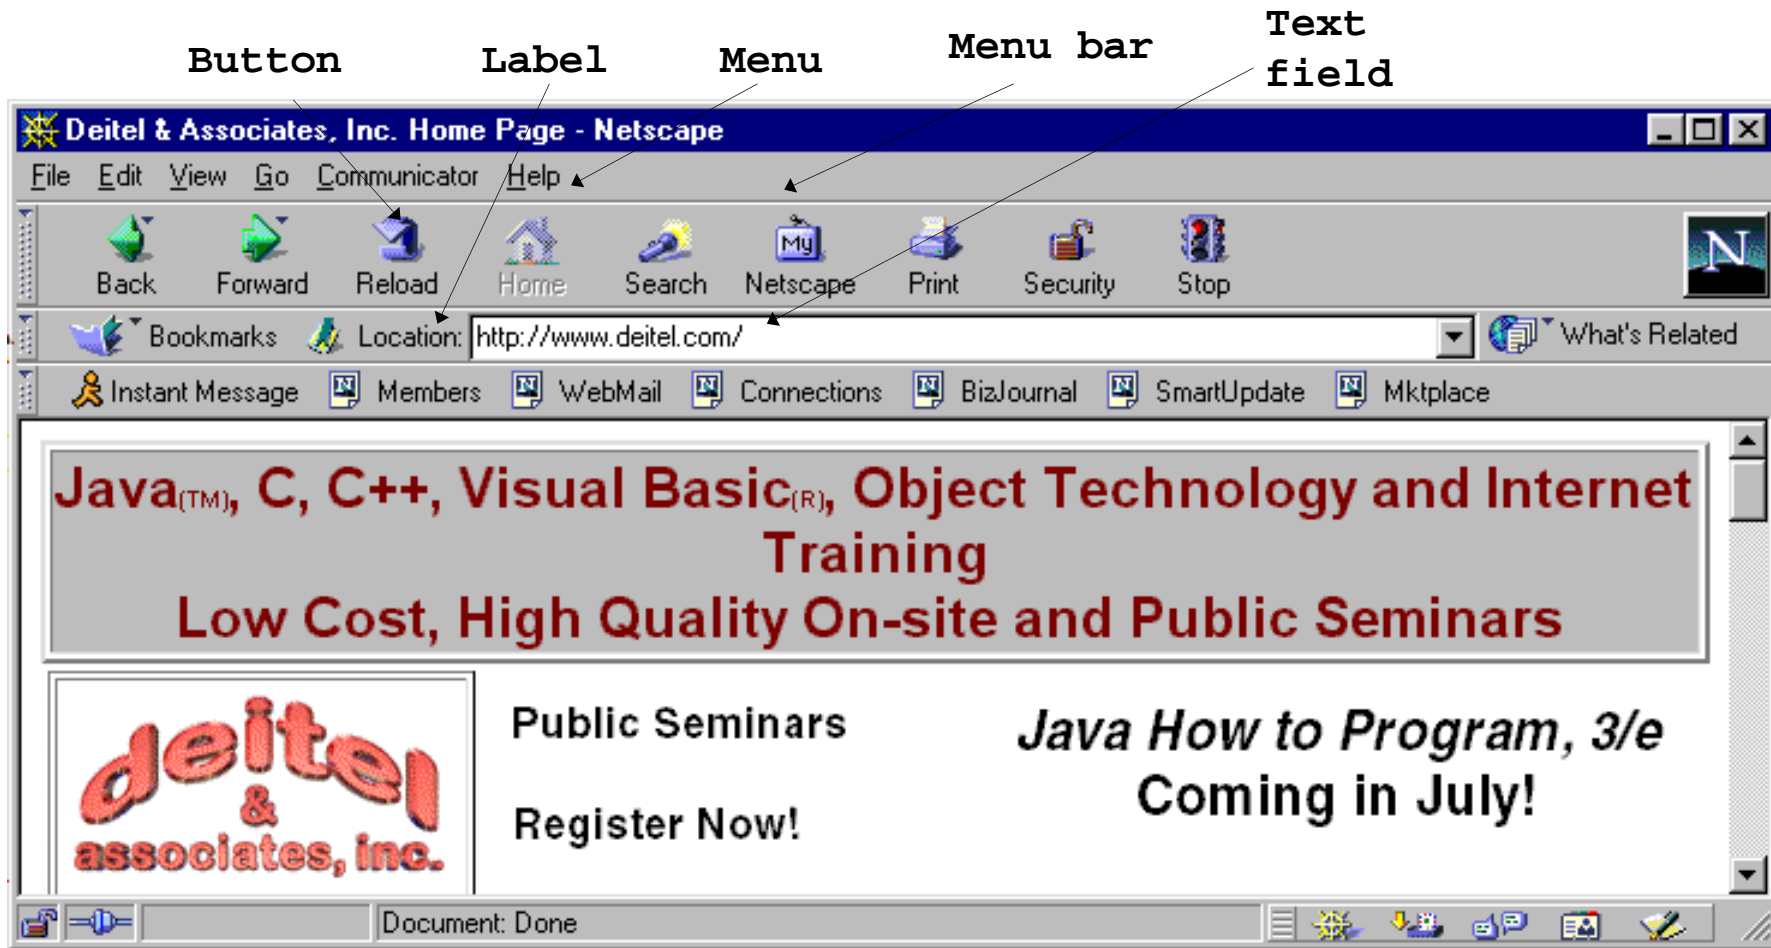 Button Label Menu Menu bar Text field
Deitel & Associates, Inc. Home Page - Netscape
File Edit View Go Communicator Help
My
N
Back Forward Reload Home Search Netscape Print Security Stop
Bookmarks Location: http://www.deitel.com/ What's Related
Instant Message Members WebMail Connections BizJournal SmartUpdate Mktplace
Java(TM), C, C++, Visual Basic(R), Object Technology and Internet
Training
Low Cost, High Quality On-site and Public Seminars
deitel
&
associates, inc.
Public Seminars
Register Now!
Java How to Program, 3/e
Coming in July!
Document: Done